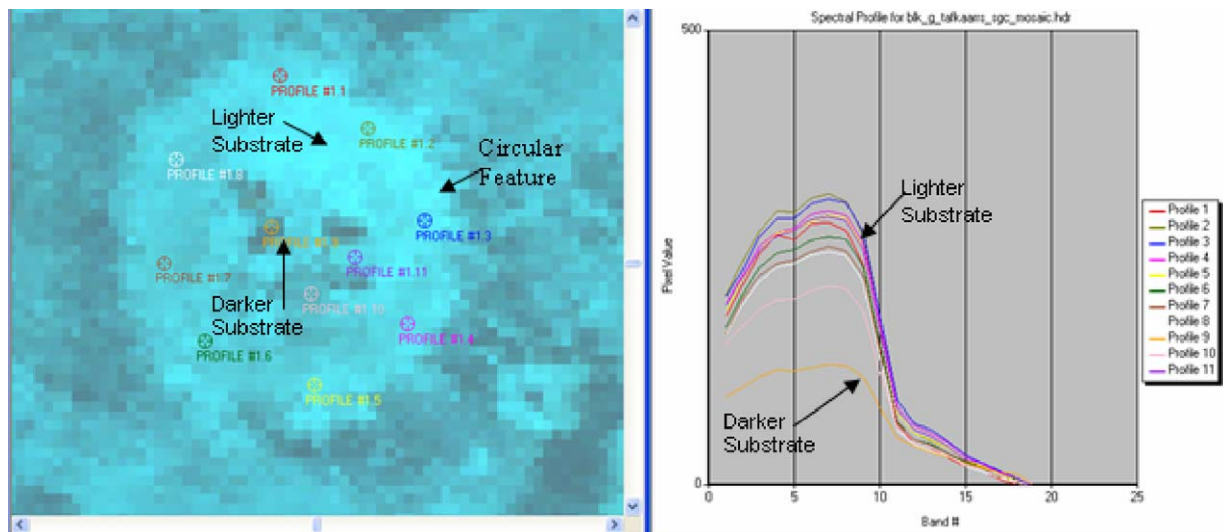 PROFILE #1.1
Lighter
Substrate
PROFILE #1.2
Circular
Feature
PROFILE #1.8
PROFILE #1.3
PROFILE #1.9
PROFILE #1.11
PROFILE #1.7
PROFILE #1.10
Darker
Substrate
PROFILE #1.4
PROFILE #1.6
PROFILE #1.5
Spectral Profile for blk_g_tafkaams_sgc_mosaic.hdr
500
Pixel Value
0
Lighter
Substrate
Darker
Substrate
0 5 10 15 20 25
Band #
Profile 1
Profile 2
Profile 3
Profile 4
Profile 5
Profile 6
Profile 7
Profile 8
Profile 9
Profile 10
Profile 11